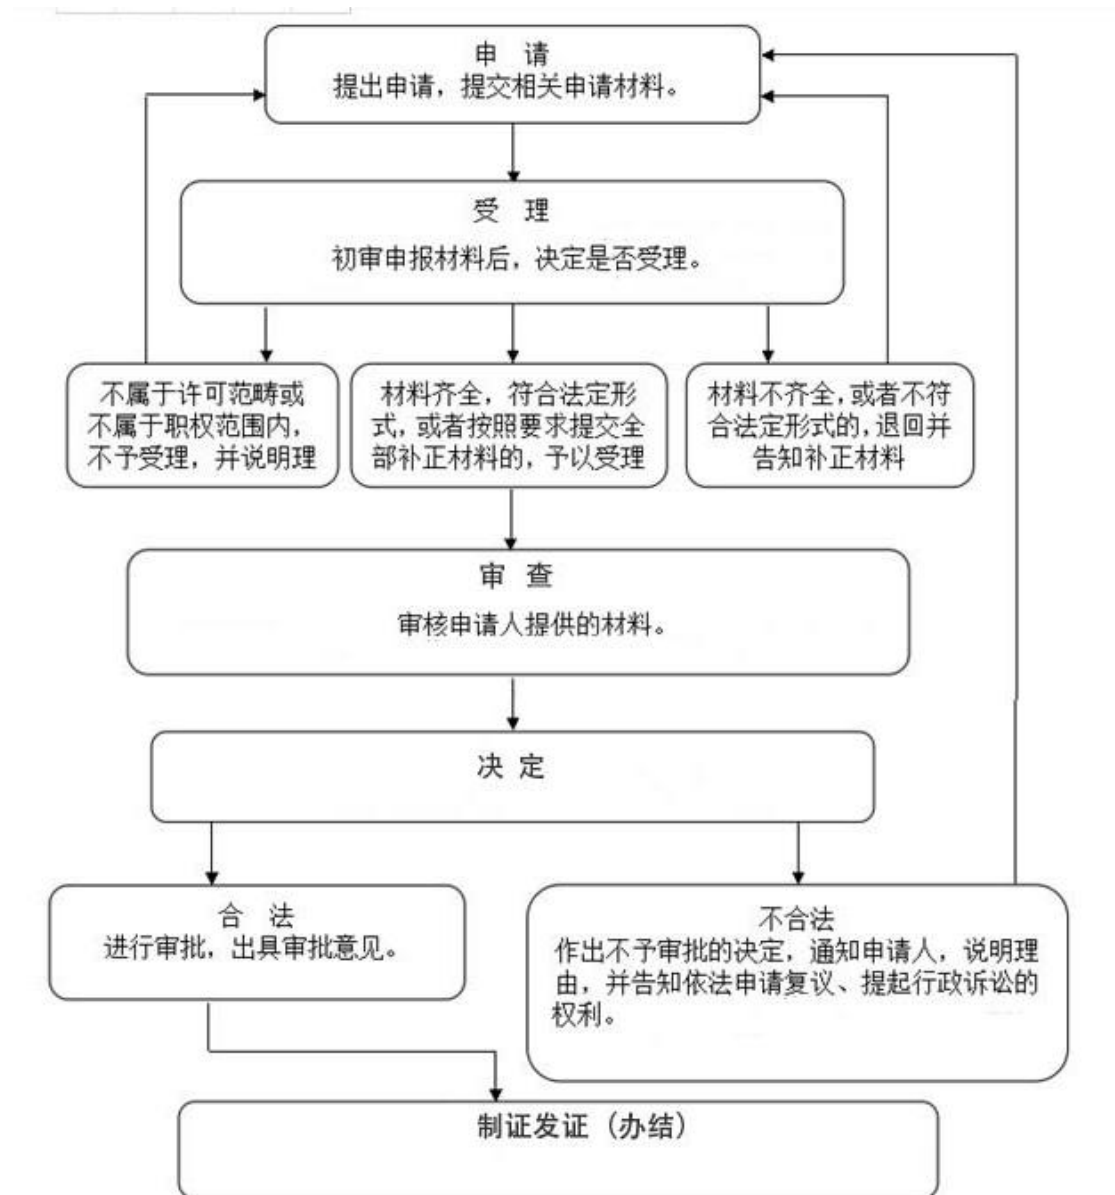 申 请
提出申请，提交相关申请材料。
受 理
初审申报材料后，决定是否受理。
不属于许可范畴或
不属于职权范围内，
不予受理，并说明理
材料齐全，符合法定形
式，或者按照要求提交全
部补正材料的，予以受理
材料不齐全，或者不符
合法定形式的，退回并
告知补正材料
审 查
审核申请人提供的材料。
决 定
合 法
进行审批，出具审批意见。
不合法
作出不予审批的决定，通知申请人，说明理
由，并告知依法申请复议、提起行政诉讼的
权利。
制证发证（办结）